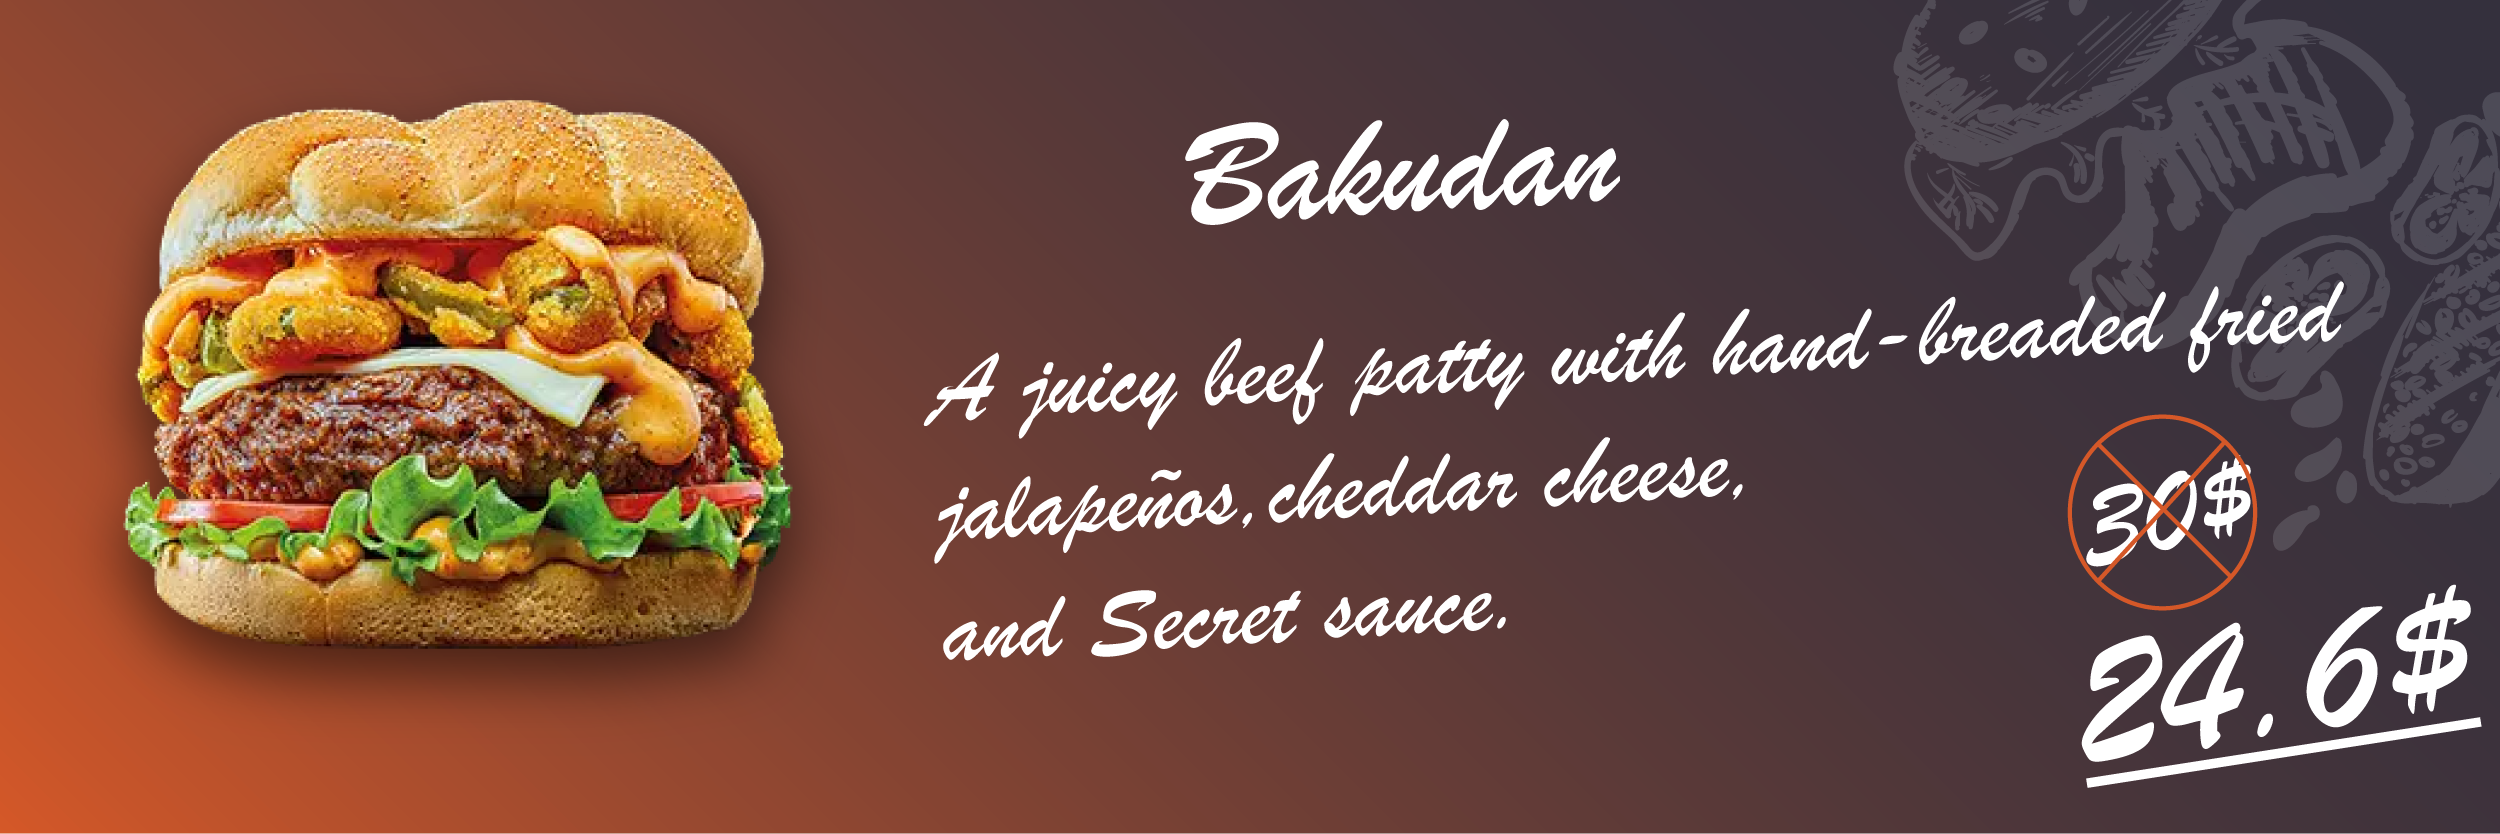 Bakudan
A juicy beef patty with hand-breaded fried
jalapeños, cheddar cheese,
and Secret sauce.
30$
24.6$